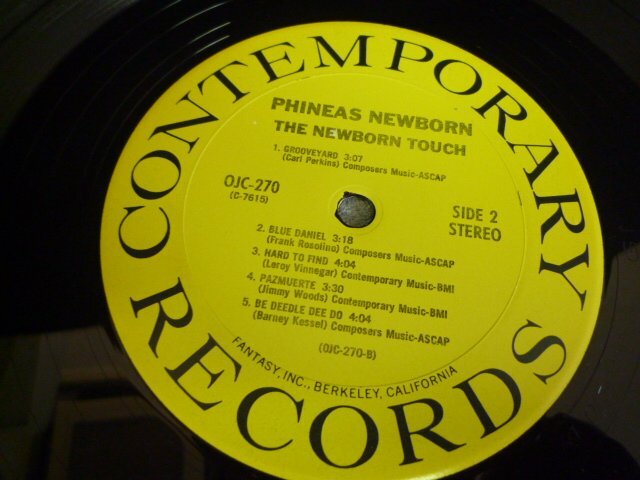 CONTEMPORARY
PHINEAS NEWBORN
THE NEWBORN TOUCH
1. GROOVEYARD 3:07
(Carl Perkins) Composers Music-ASCAP
OJC-270
(C-7615)
SIDE 2
STEREO
2. BLUE DANIEL 3:18
(Frank Rosolino) Composers Music-ASCAP
3. HARD TO FIND 4:04
(Leroy Vinnegar) Contemporary Music-BMI
4. PAZMUERTE 3:30
(Jimmy Woods) Contemporary Music-BMI
5. BE DEEDLE DEE DO 4:04
(Barney Kessel) Composers Music-ASCAP
(OJC-270-B)
FANTASY, INC., BERKELEY, CALIFORNIA
RECORDS